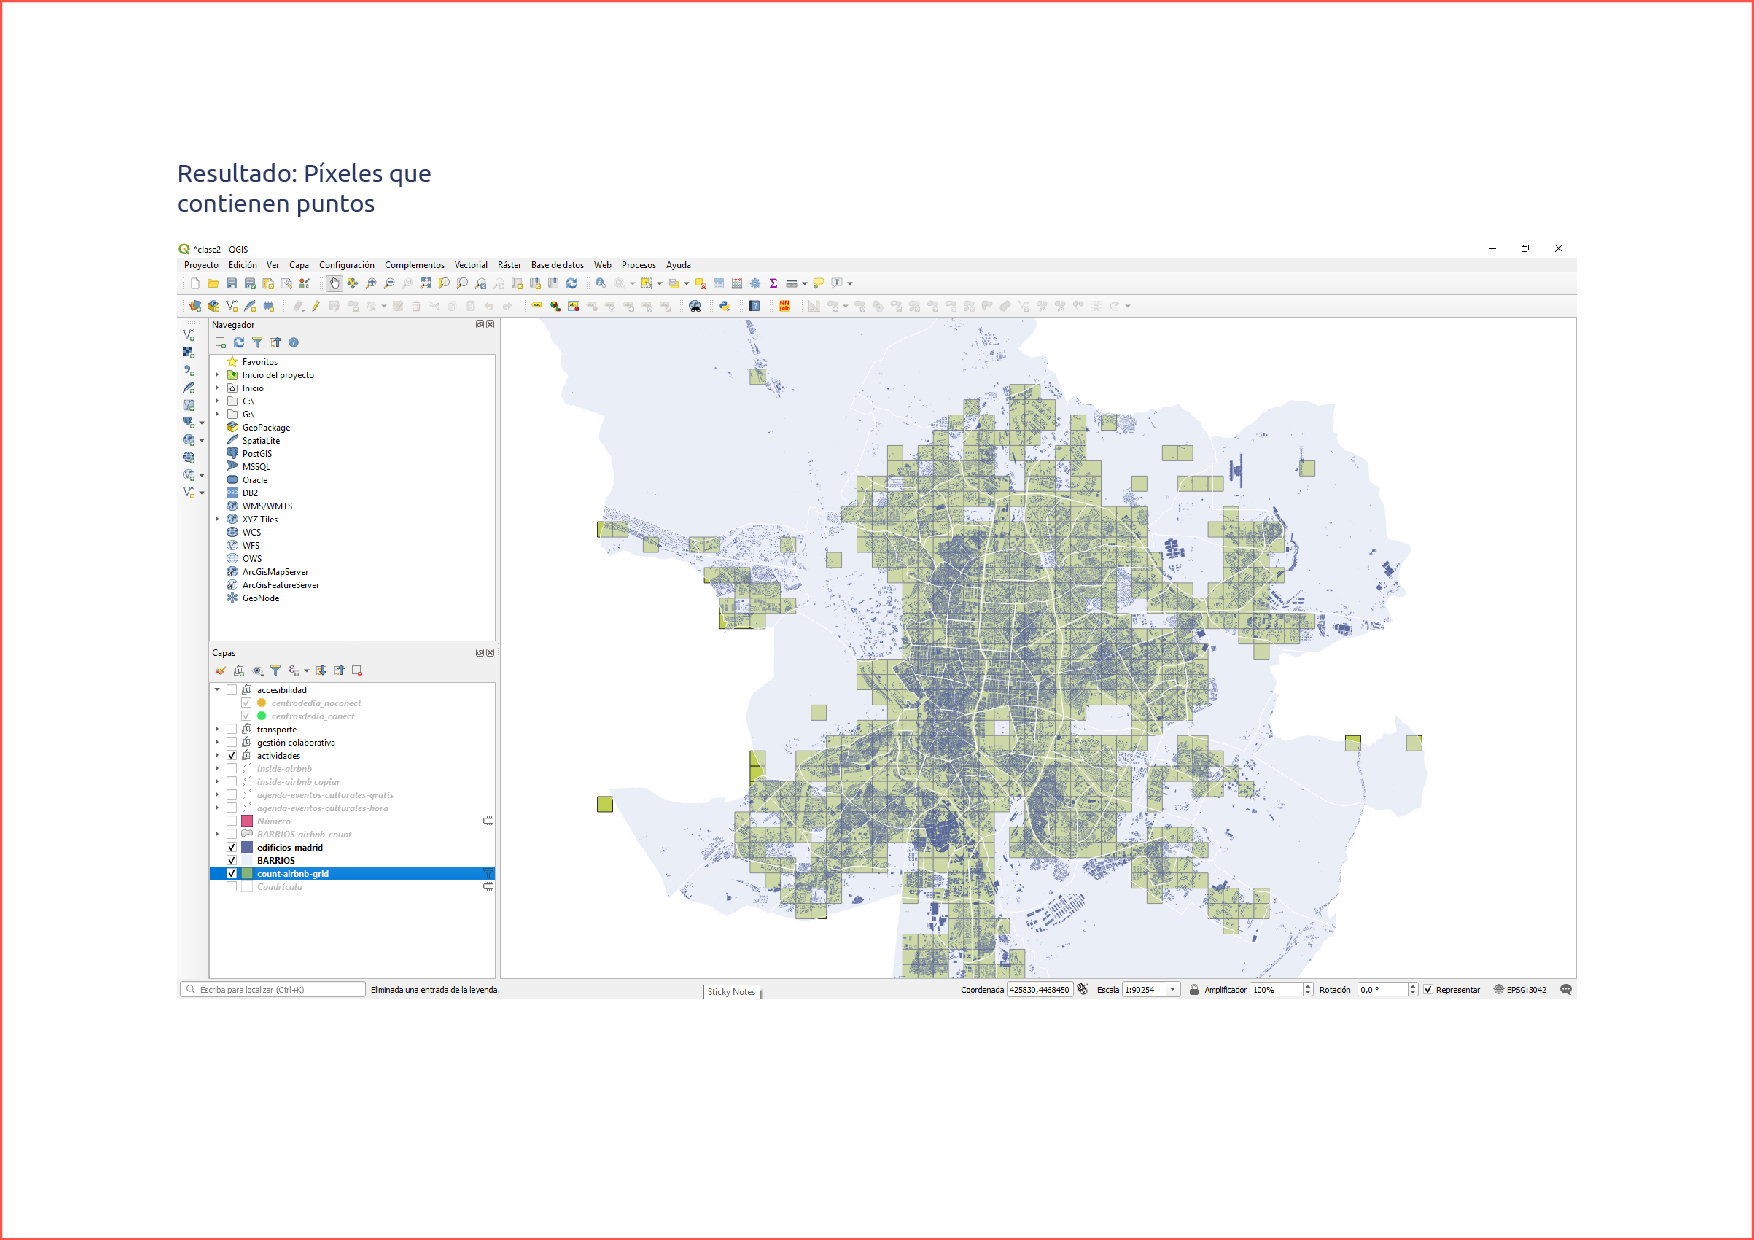 Resultado: Píxeles que
contienen puntos
*clase2 - QGIS
Proyecto Edición Ver Capa Configuración Complementos Vectorial Ráster Base de datos Web Procesos Ayuda
Navegador
Favoritos
Inicio del proyecto
Inicio
C:\
G:\
GeoPackage
SpatiaLite
PostGIS
MSSQL
Oracle
DB2
WMS/WMTS
XYZ Tiles
WCS
WFS
OWS
ArcGisMapServer
ArcGisFeatureServer
GeoNode
Capas
accesibilidad
centrodedia_noconect
centrosdedia_conect
transporte
gestión colaborativa
actividades
inside-airbnb
inside-airbnb copiar
agenda-eventos-culturales-gratis
agenda-eventos-culturales-hora
Número
BARRIOS airbnb count
edificios madrid
BARRIOS
count-airbnb-grid
Cuadrícula
Escriba para localizar (Ctrl+K) Eliminada una entrada de la leyenda. Sticky Notes Coordenada 425830,4468450 Escala 1:90254 Amplificador 100% Rotación 0,0 ° Representar EPSG:3042